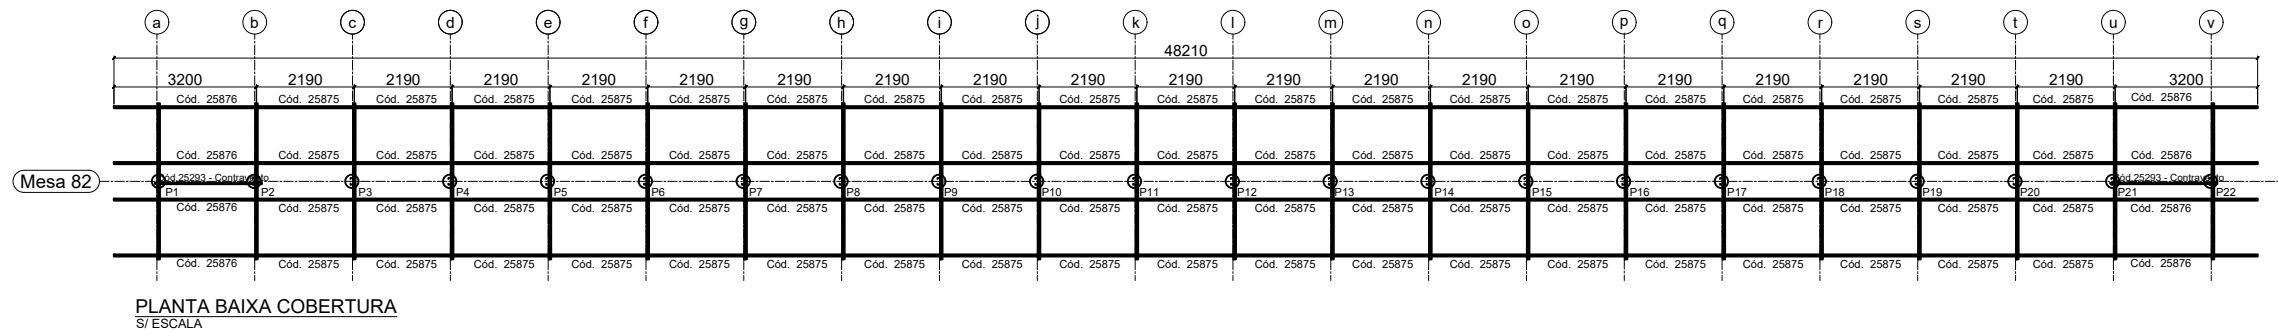 a b c d e f g h i j k l m n o p q r s t u v
48210
3200 2190 2190 2190 2190 2190 2190 2190 2190 2190 2190 2190 2190 2190 2190 2190 2190 2190 2190 2190 3200
Cód. 25876 Cód. 25875 Cód. 25875 Cód. 25875 Cód. 25875 Cód. 25875 Cód. 25875 Cód. 25875 Cód. 25875 Cód. 25875 Cód. 25875 Cód. 25875 Cód. 25875 Cód. 25875 Cód. 25875 Cód. 25875 Cód. 25875 Cód. 25875 Cód. 25875 Cód. 25875 Cód. 25876
Cód. 25876 Cód. 25875 Cód. 25875 Cód. 25875 Cód. 25875 Cód. 25875 Cód. 25875 Cód. 25875 Cód. 25875 Cód. 25875 Cód. 25875 Cód. 25875 Cód. 25875 Cód. 25875 Cód. 25875 Cód. 25875 Cód. 25875 Cód. 25875 Cód. 25875 Cód. 25875 Cód. 25876
Mesa 82 Cód.25293 - Contravento Cód.25293 - Contravento
P1 P2 P3 P4 P5 P6 P7 P8 P9 P10 P11 P12 P13 P14 P15 P16 P17 P18 P19 P20 P21 P22
Cód. 25876 Cód. 25875 Cód. 25875 Cód. 25875 Cód. 25875 Cód. 25875 Cód. 25875 Cód. 25875 Cód. 25875 Cód. 25875 Cód. 25875 Cód. 25875 Cód. 25875 Cód. 25875 Cód. 25875 Cód. 25875 Cód. 25875 Cód. 25875 Cód. 25875 Cód. 25875 Cód. 25876
Cód. 25876 Cód. 25875 Cód. 25875 Cód. 25875 Cód. 25875 Cód. 25875 Cód. 25875 Cód. 25875 Cód. 25875 Cód. 25875 Cód. 25875 Cód. 25875 Cód. 25875 Cód. 25875 Cód. 25875 Cód. 25875 Cód. 25875 Cód. 25875 Cód. 25875 Cód. 25875 Cód. 25876
PLANTA BAIXA COBERTURA
S/ ESCALA